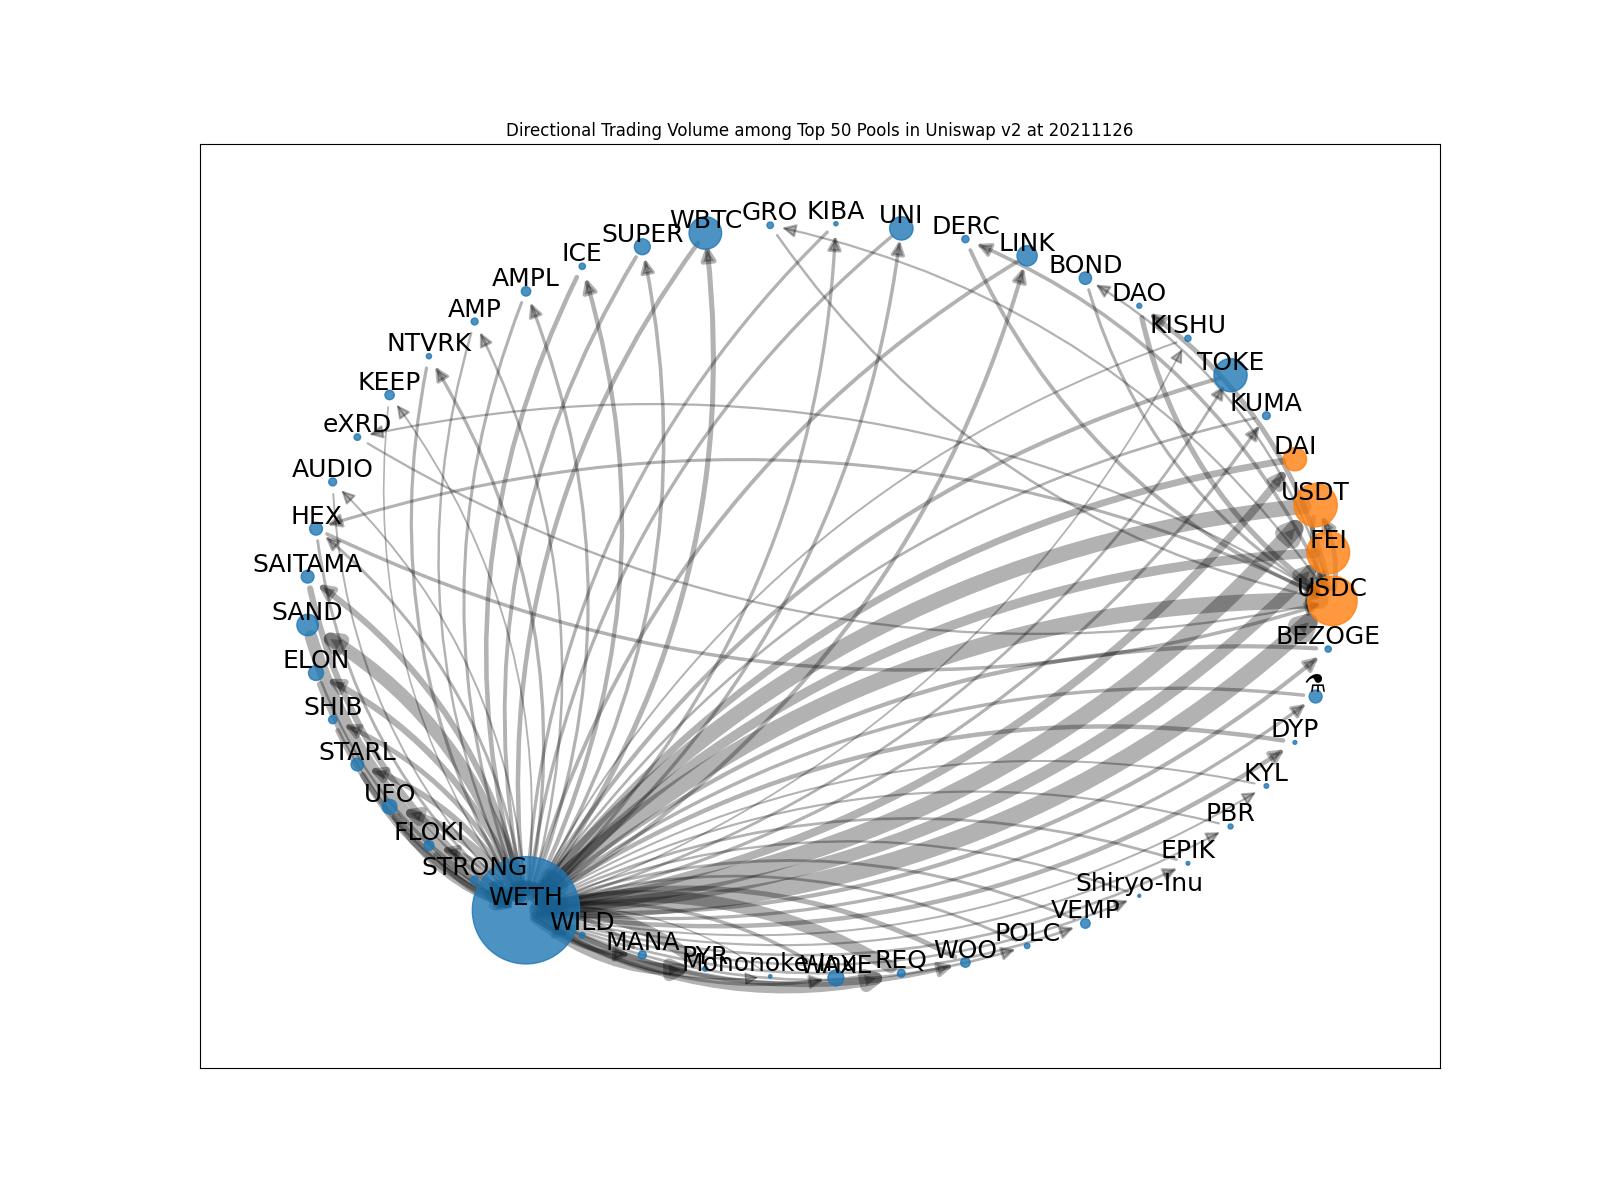 Directional Trading Volume among Top 50 Pools in Uniswap v2 at 20211126
WBTC
GRO
KIBA
UNI
DERC
SUPER
LINK
ICE
BOND
AMPL
DAO
AMP
KISHU
NTVRK
TOKE
KEEP
KUMA
eXRD
DAI
AUDIO
USDT
HEX
FEI
SAITAMA
USDC
SAND
BEZOGE
ELON
⚗
SHIB
DYP
STARL
KYL
UFO
PBR
FLOKI
EPIK
STRONG
Shiryo-Inu
WETH
VEMP
WILD
POLC
MANA
WOO
PYR
REQ
Mononoke-Inu